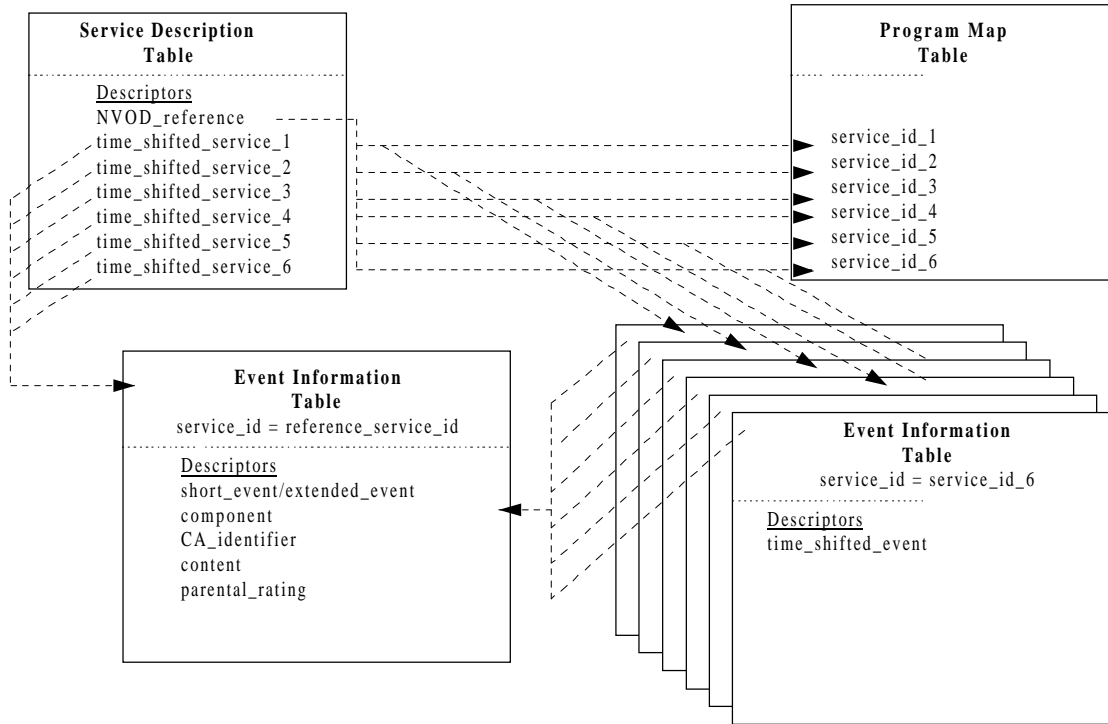 Service Description
Table
Descriptors
NVOD_reference
time_shifted_service_1
time_shifted_service_2
time_shifted_service_3
time_shifted_service_4
time_shifted_service_5
time_shifted_service_6
Program Map
Table
service_id_1
service_id_2
service_id_3
service_id_4
service_id_5
service_id_6
Event Information
Table
service_id = reference_service_id
Descriptors
short_event/extended_event
component
CA_identifier
content
parental_rating
Event Information
Table
service_id = service_id_6
Descriptors
time_shifted_event